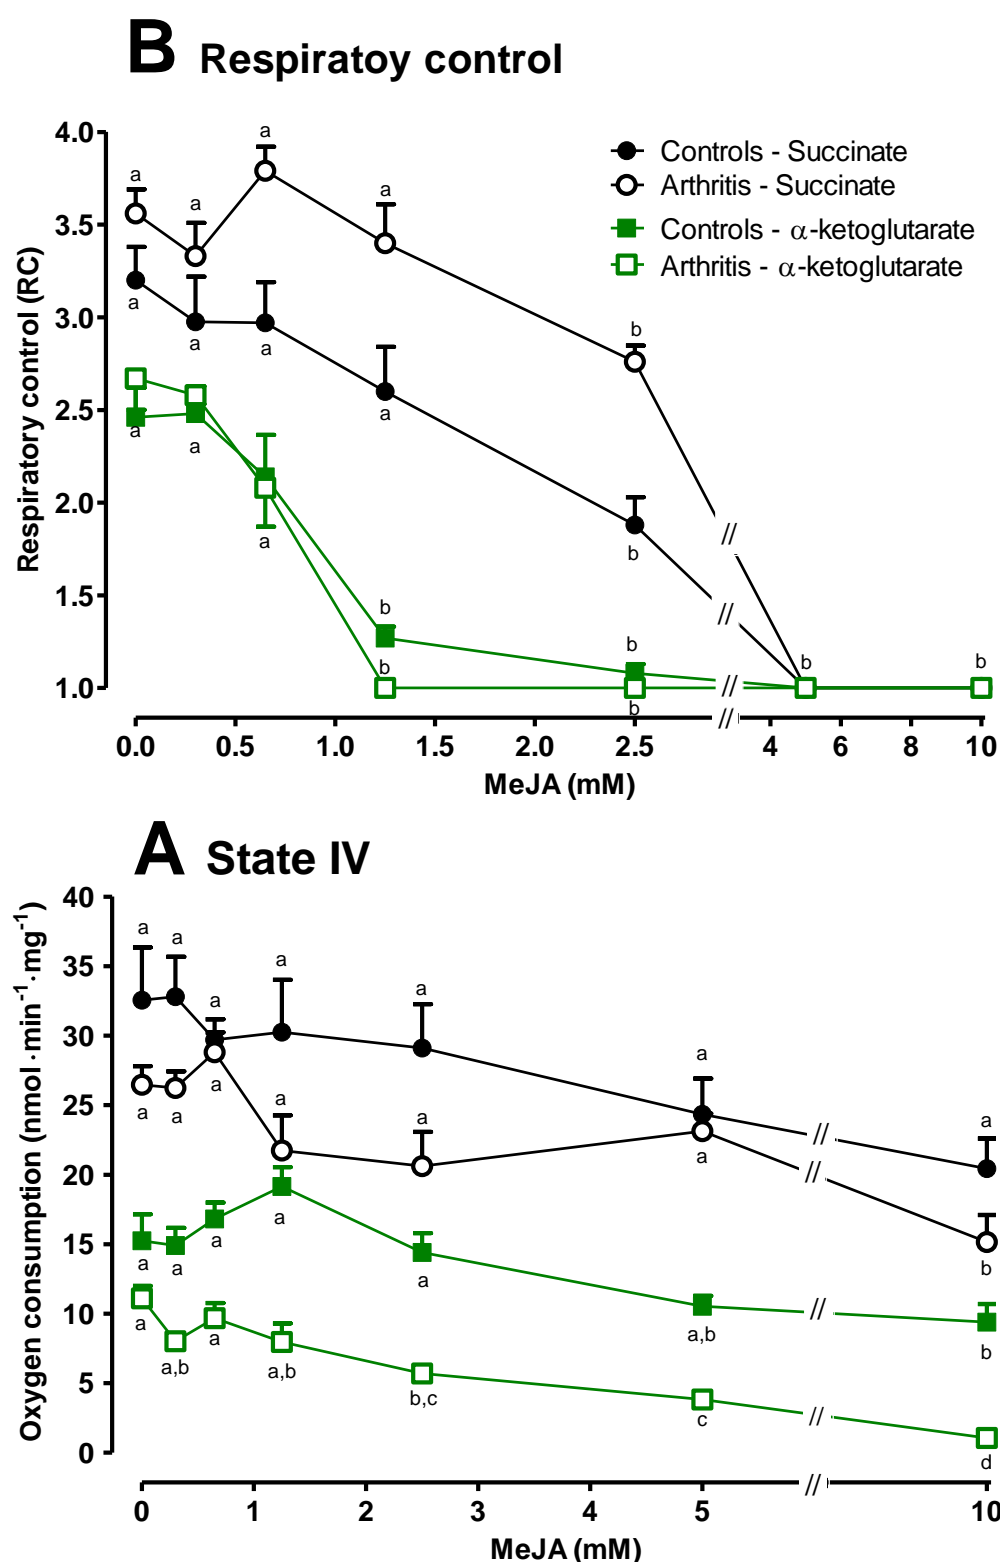 B Respiratoy control
Controls - Succinate
Arthritis - Succinate
Controls - α-ketoglutarate
Arthritis - α-ketoglutarate
Respiratory control (RC)
4.0
3.5
3.0
2.5
2.0
1.5
1.0
a a a a b
a a a a b
a a a b b b b
b b
// // // //
0.0 0.5 1.0 1.5 2.0 2.5 4 6 8 10
MeJA (mM)
A State IV
Oxygen consumption (nmol·min⁻¹·mg⁻¹)
40
35
30
25
20
15
10
5
0
a a a a a a a
a a a a a a b
a a a a a a,b b
a a,b a a,b b,c c d
// // // // //
0 1 2 3 4 5 10
MeJA (mM)